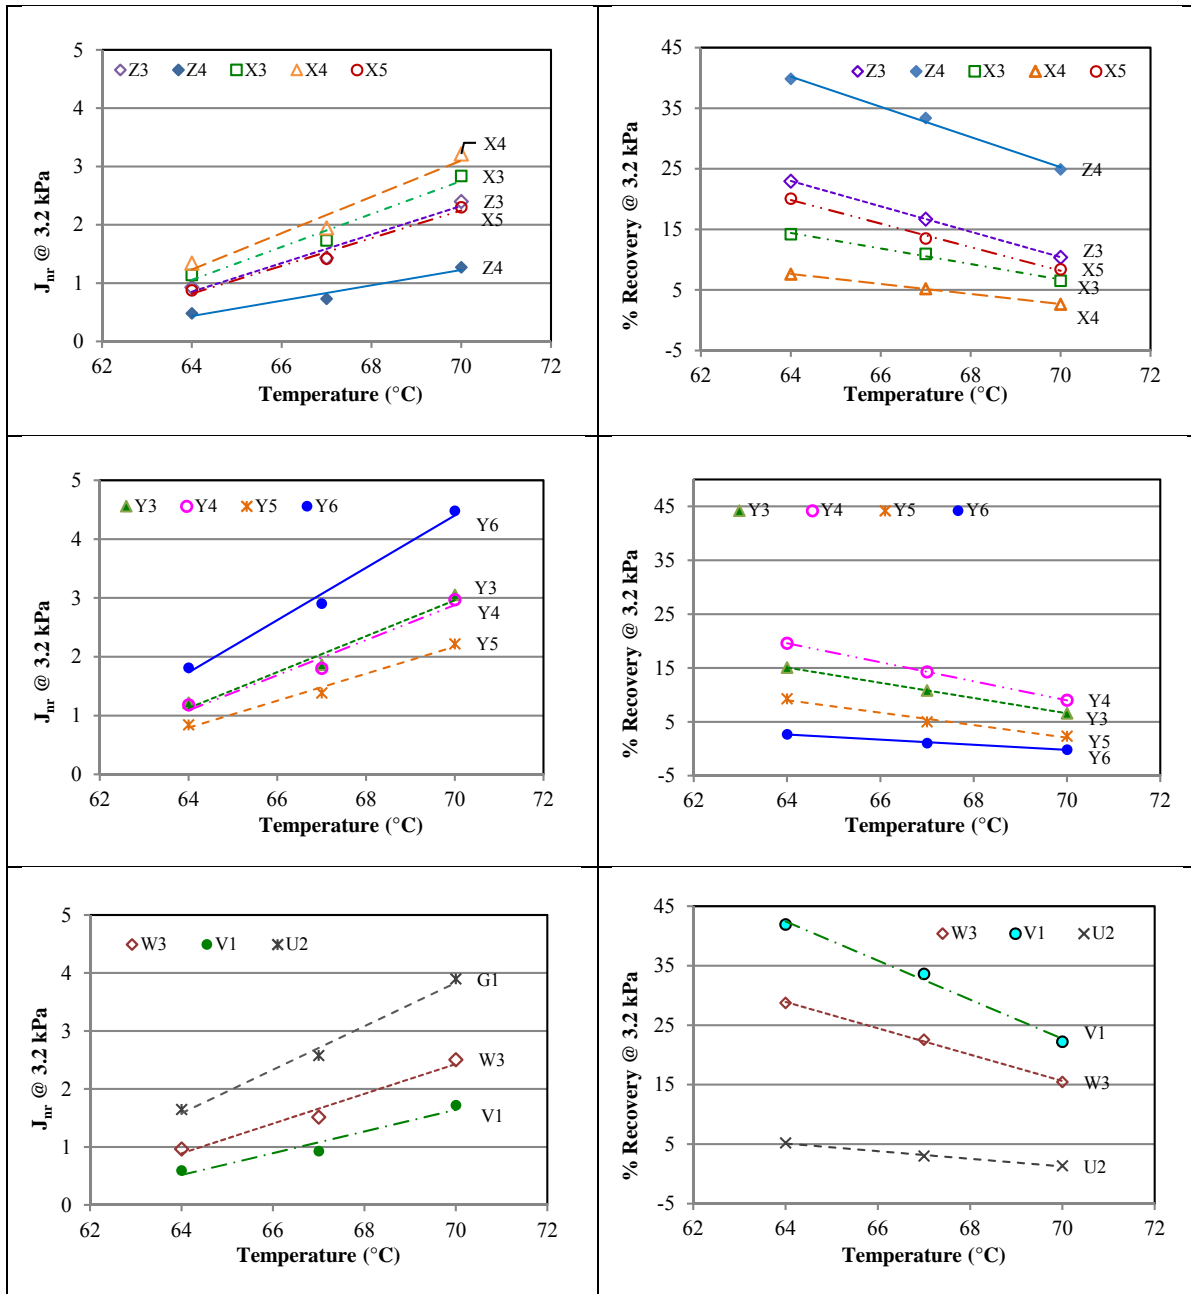 5
4
3
2
1
0
J nr @ 3.2 kPa
Z3 Z4 X3 X4 X5
X4
X3
Z3
X5
Z4
62 64 66 68 70 72
Temperature (°C)
45
35
25
15
5
-5
% Recovery @ 3.2 kPa
Z3 Z4 X3 X4 X5
Z4
Z3
X5
X3
X4
62 64 66 68 70 72
Temperature (°C)
5
4
3
2
1
0
J nr @ 3.2 kPa
Y3 Y4 Y5 Y6
Y6
Y3
Y4
Y5
62 64 66 68 70 72
Temperature (°C)
45
35
25
15
5
-5
% Recovery @ 3.2 kPa
Y3 Y4 Y5 Y6
Y4
Y3
Y5
Y6
62 64 66 68 70 72
Temperature (°C)
5
4
3
2
1
0
J nr @ 3.2 kPa
W3 V1 U2
G1
W3
V1
62 64 66 68 70 72
Temperature (°C)
45
35
25
15
5
-5
% Recovery @ 3.2 kPa
W3 V1 U2
V1
W3
U2
62 64 66 68 70 72
Temperature (°C)